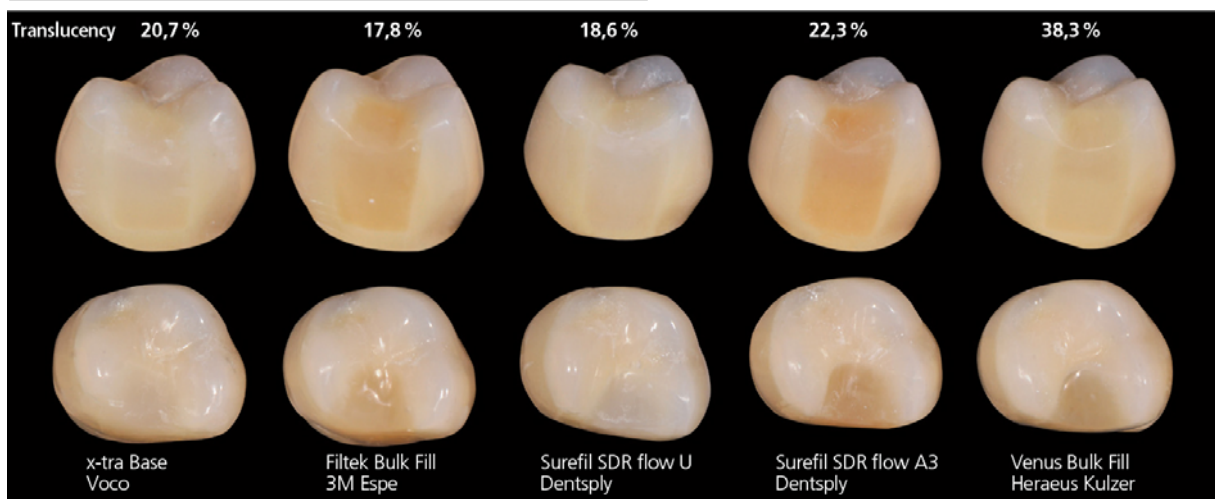 Translucency 20,7 % 17,8 % 18,6 % 22,3 % 38,3 %
x-tra Base Filtek Bulk Fill Surefil SDR flow U Surefil SDR flow A3 Venus Bulk Fill
Voco 3M Espe Dentsply Dentsply Heraeus Kulzer